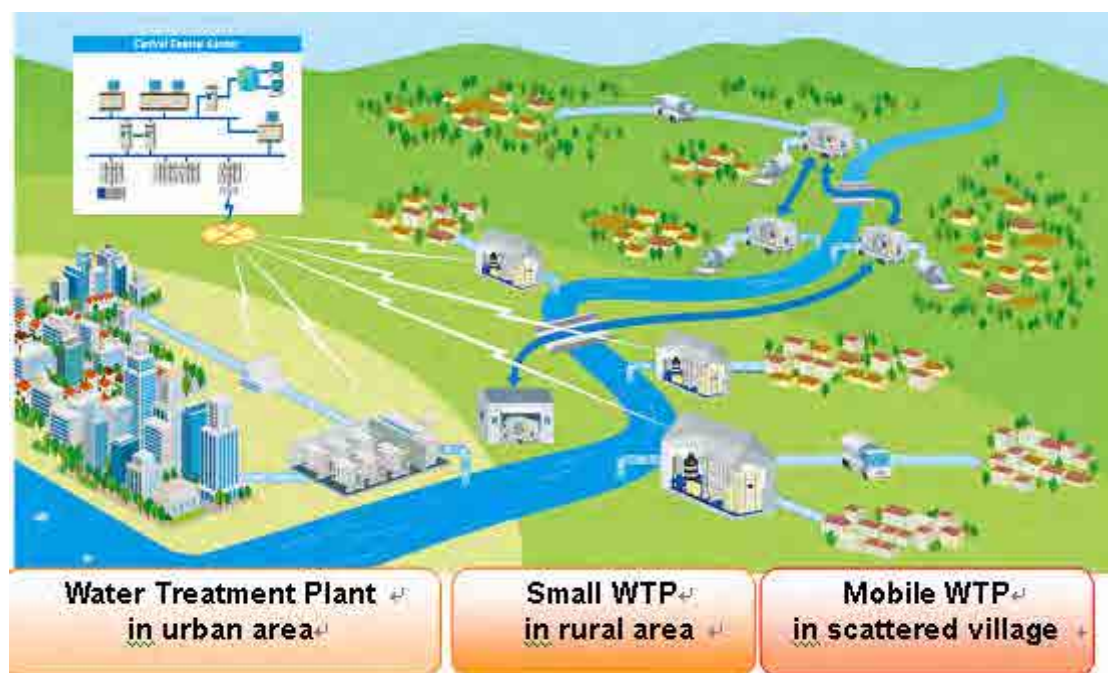 Central Control Center
Water Treatment Plant
in urban area
Small WTP
in rural area
Mobile WTP
in scattered village